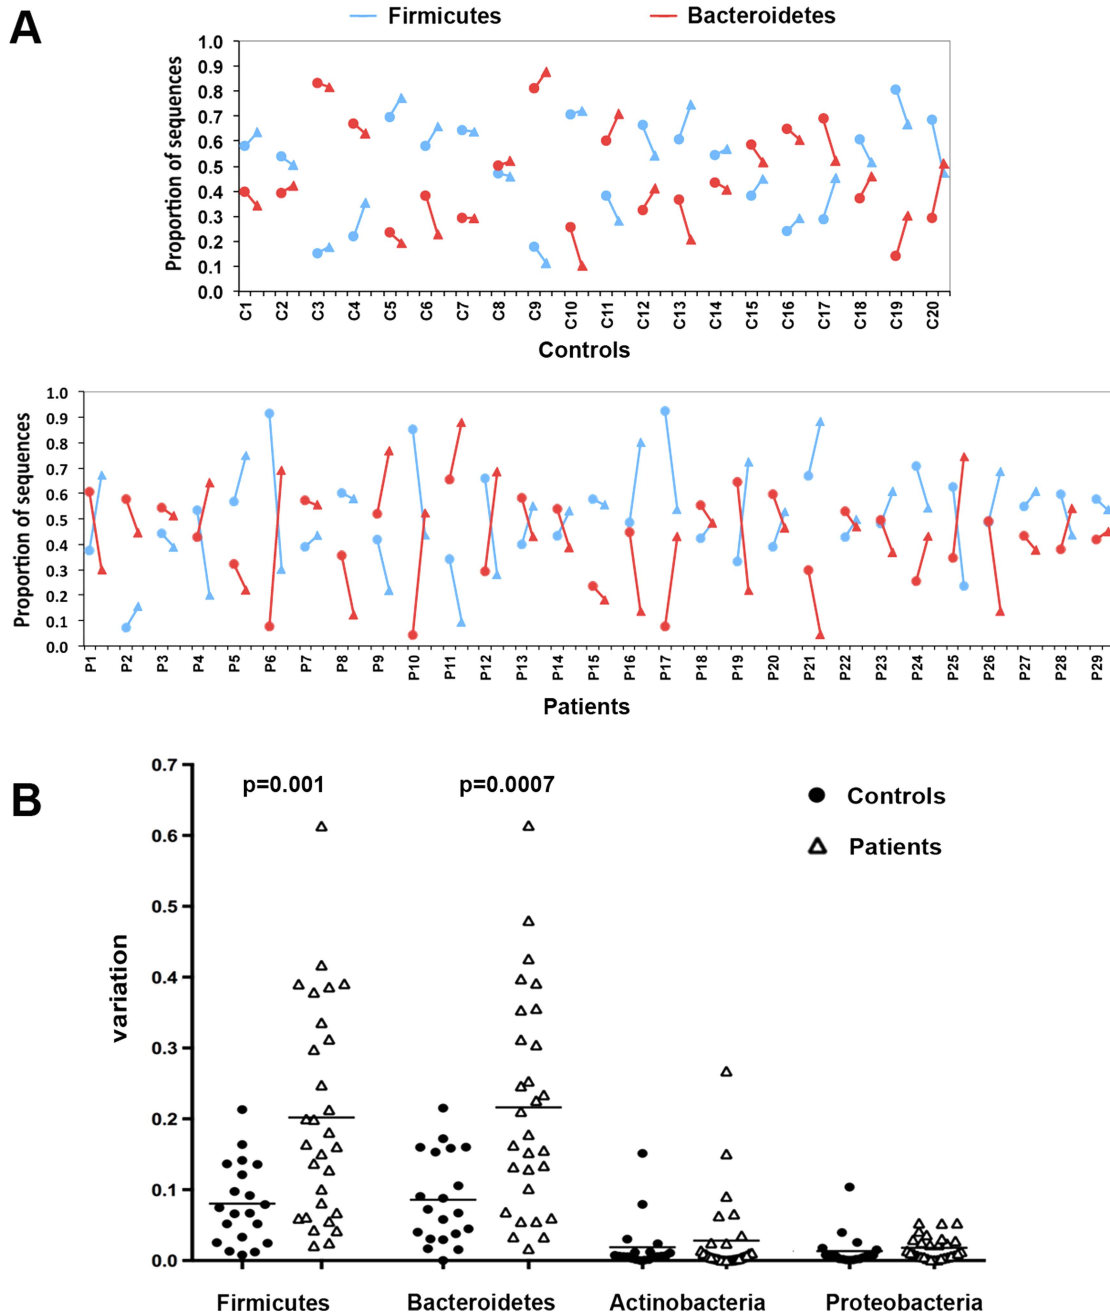 A
Firmicutes
Bacteroidetes
Proportion of sequences
1.0
0.9
0.8
0.7
0.6
0.5
0.4
0.3
0.2
0.1
0.0
C1 C2 C3 C4 C5 C6 C7 C8 C9 C10 C11 C12 C13 C14 C15 C16 C17 C18 C19 C20
Controls
Proportion of sequences
1.0
0.9
0.8
0.7
0.6
0.5
0.4
0.3
0.2
0.1
0.0
P1 P2 P3 P4 P5 P6 P7 P8 P9 P10 P11 P12 P13 P14 P15 P16 P17 P18 P19 P20 P21 P22 P23 P24 P25 P26 P27 P28 P29
Patients
B
variation
0.7
0.6
0.5
0.4
0.3
0.2
0.1
0.0
p=0.001
p=0.0007
Controls
Patients
Firmicutes Bacteroidetes Actinobacteria Proteobacteria